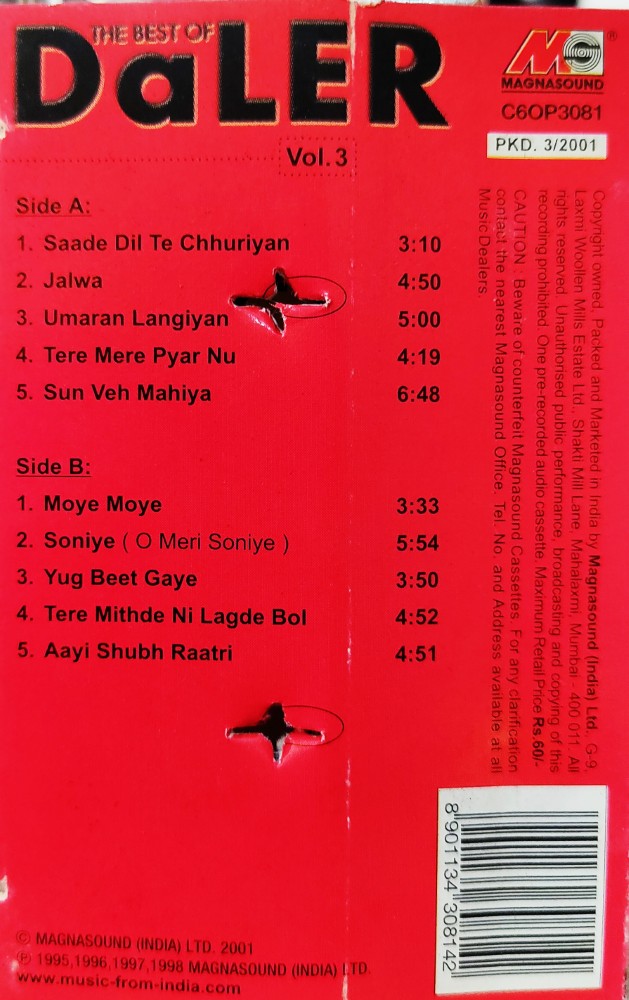 THE BEST OF
DaLER
Vol. 3
MAGNASOUND
®
C6OP3081
PKD. 3/2001
Side A:
1. Saade Dil Te Chhuriyan 3:10
2. Jalwa 4:50
3. Umaran Langiyan 5:00
4. Tere Mere Pyar Nu 4:19
5. Sun Veh Mahiya 6:48
Side B:
1. Moye Moye 3:33
2. Soniye ( O Meri Soniye ) 5:54
3. Yug Beet Gaye 3:50
4. Tere Mithde Ni Lagde Bol 4:52
5. Aayi Shubh Raatri 4:51
Copyright owned, Packed and Marketed in India by Magnasound (India) Ltd., G-9,
Laxmi Woollen Mills Estate Ltd., Shakti Mill Lane, Mahalaxmi, Mumbai - 400 011. All
rights reserved. Unauthorised public performance, broadcasting and copying of this
recording prohibited. One pre-recorded audio cassette. Maximum Retail Price Rs.60/-
CAUTION : Beware of counterfeit Magnasound Cassettes. For any clarification
contact the nearest Magnasound Office. Tel. No. and Address available at all
Music Dealers.
8 901134 308142
© MAGNASOUND (INDIA) LTD. 2001
℗ 1995,1996,1997,1998 MAGNASOUND (INDIA) LTD.
www.music-from-india.com